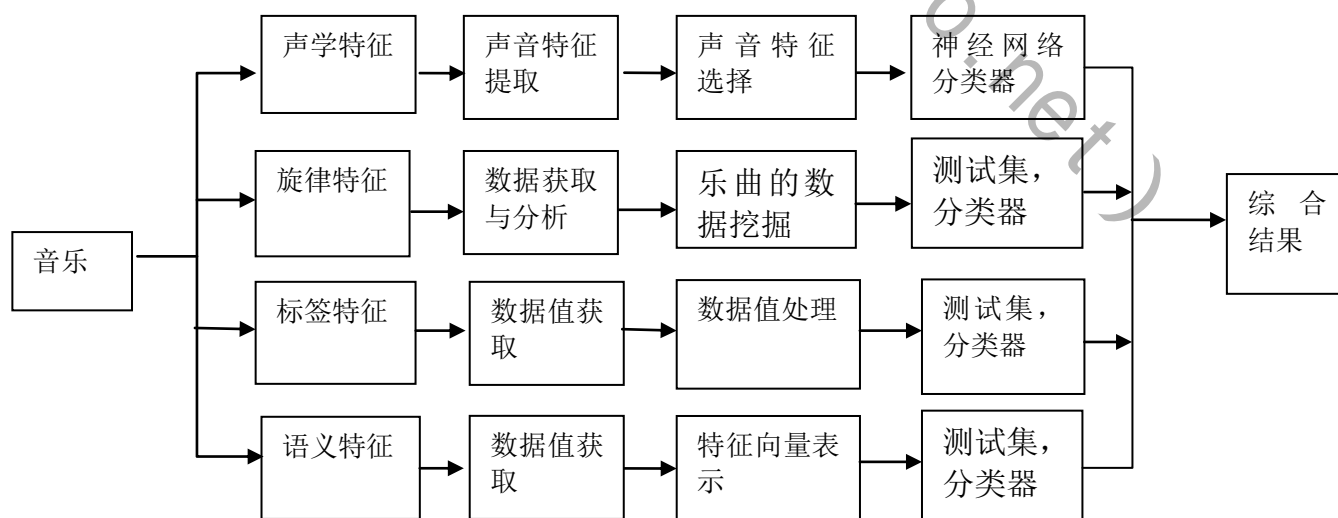 声学特征
声音特征
提取
声音特征
选择
神经网络
分类器
旋律特征
数据获取
与分析
乐曲的数
据挖掘
测试集，
分类器
音乐
综合
结果
标签特征
数据值获
取
数据值处理
测试集，
分类器
语义特征
数据值获
取
特征向量表
示
测试集，
分类器
o.net)